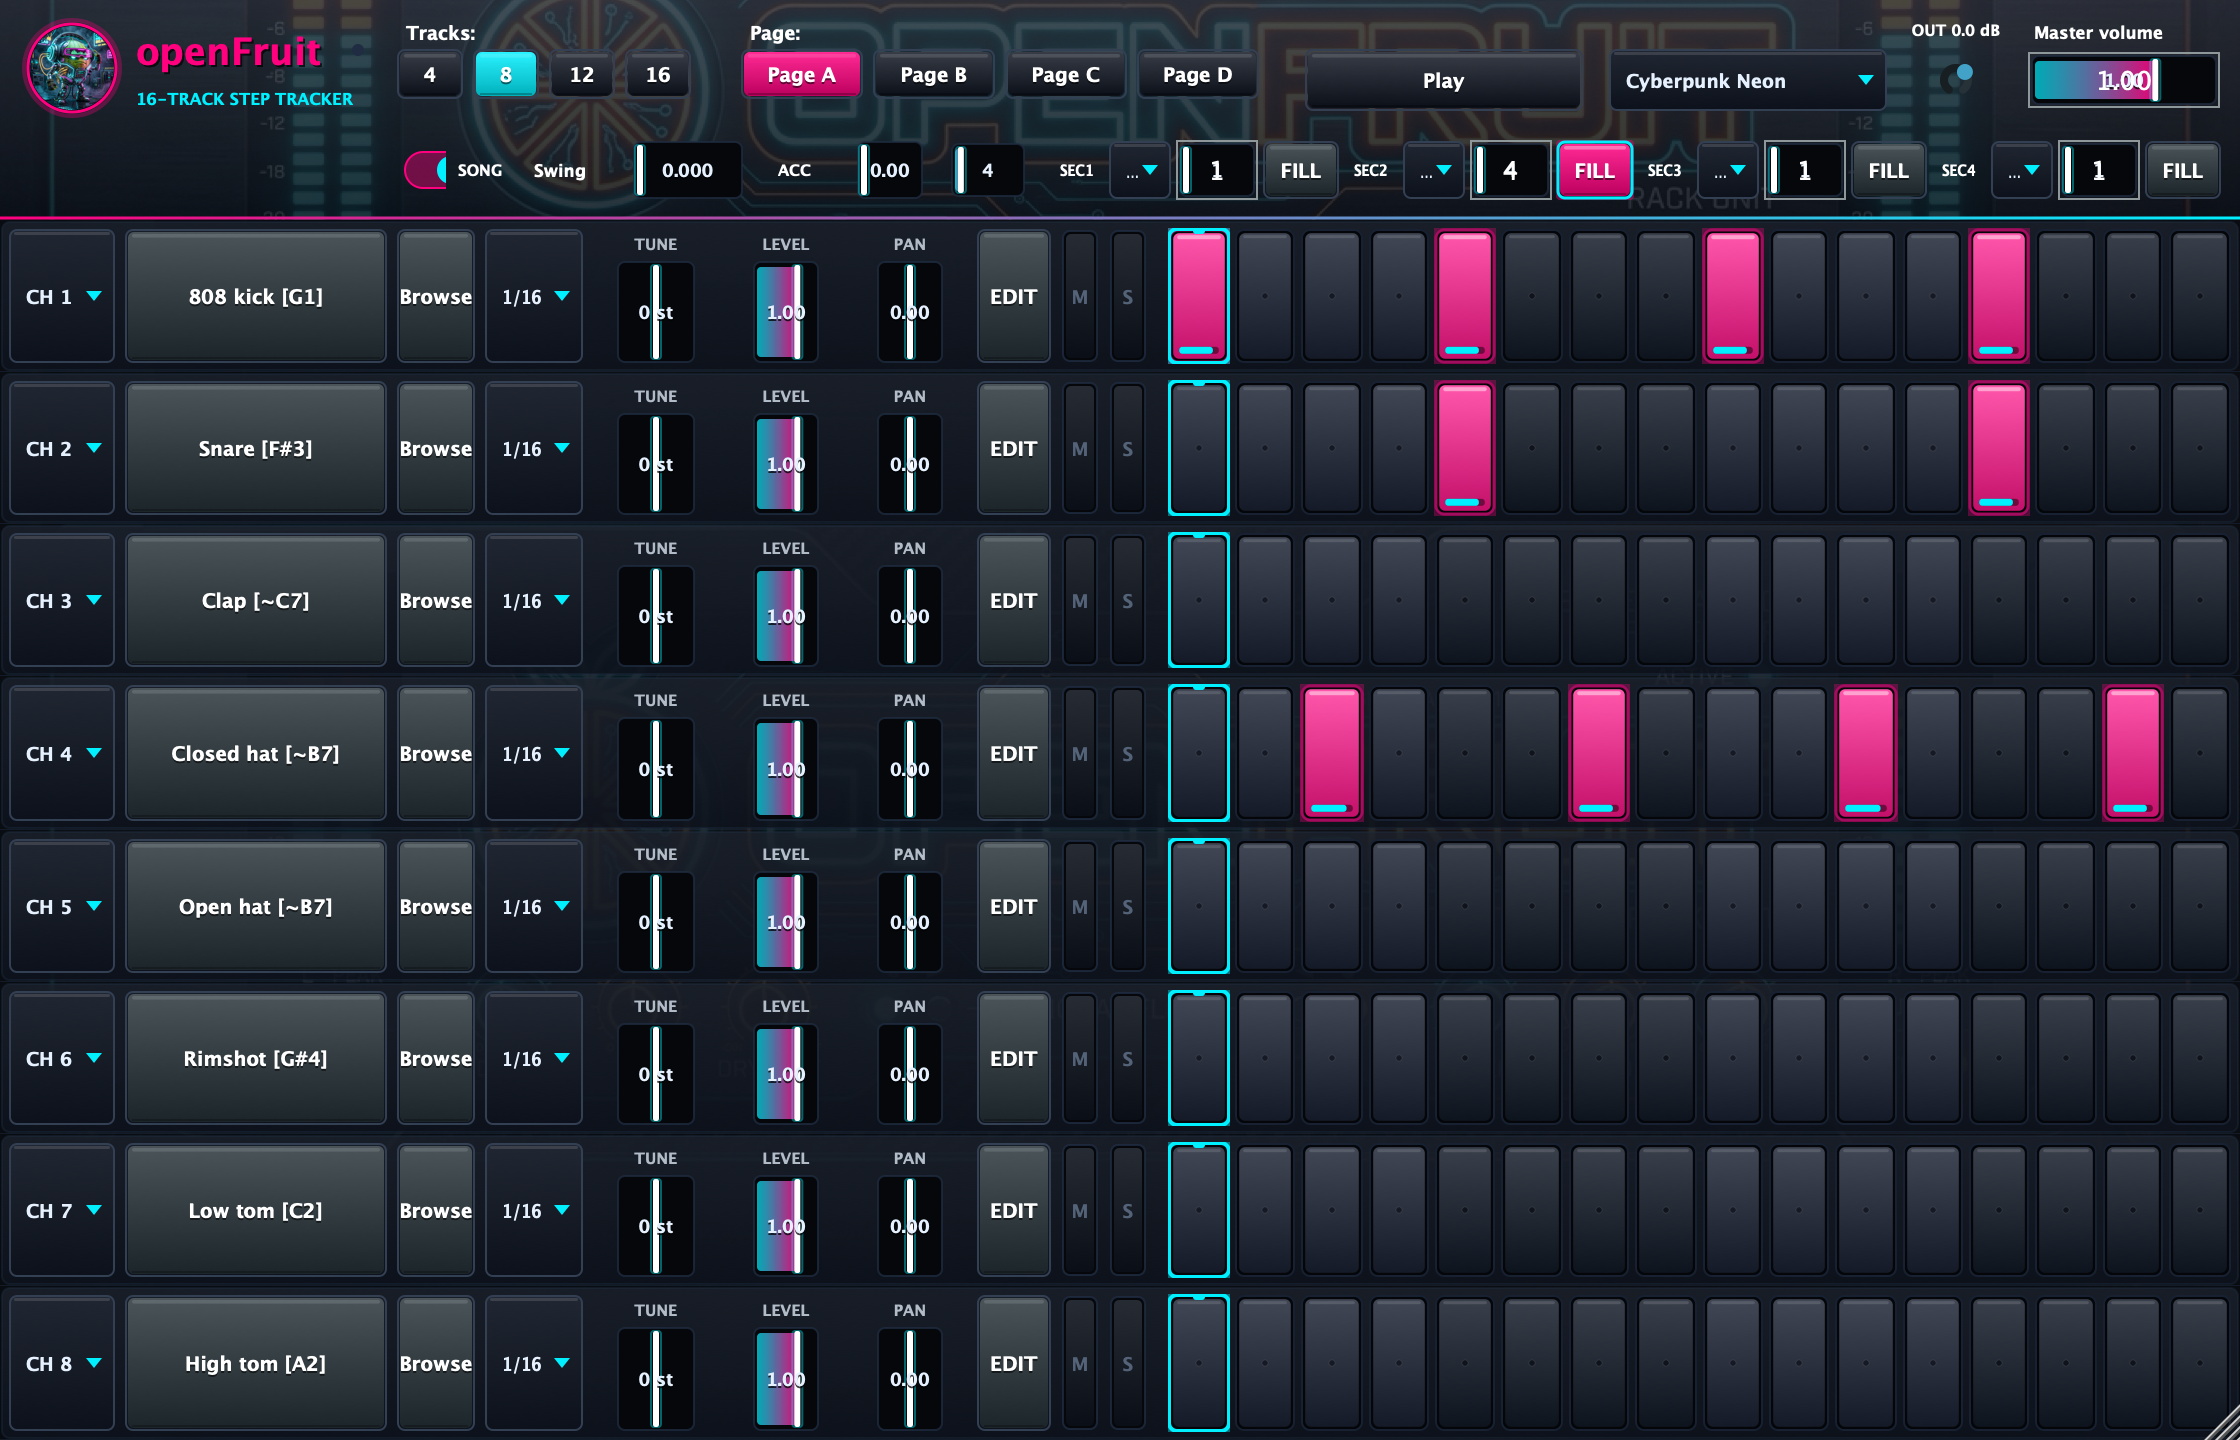 openFruit
16-TRACK STEP TRACKER
Tracks:
4 8 12 16
Page:
Page A Page B Page C Page D
Play
Cyberpunk Neon
OUT 0.0 dB
Master volume
1.00
SONG Swing 0.000 ACC 0.00 4 SEC1 ... 1 FILL SEC2 ... 4 FILL SEC3 ... 1 FILL SEC4 ... 1 FILL
TUNE LEVEL PAN
CH 1 808 kick [G1] Browse 1/16 0 st 1.00 0.00 EDIT M S
TUNE LEVEL PAN
CH 2 Snare [F#3] Browse 1/16 0 st 1.00 0.00 EDIT M S
TUNE LEVEL PAN
CH 3 Clap [~C7] Browse 1/16 0 st 1.00 0.00 EDIT M S
TUNE LEVEL PAN
CH 4 Closed hat [~B7] Browse 1/16 0 st 1.00 0.00 EDIT M S
TUNE LEVEL PAN
CH 5 Open hat [~B7] Browse 1/16 0 st 1.00 0.00 EDIT M S
TUNE LEVEL PAN
CH 6 Rimshot [G#4] Browse 1/16 0 st 1.00 0.00 EDIT M S
TUNE LEVEL PAN
CH 7 Low tom [C2] Browse 1/16 0 st 1.00 0.00 EDIT M S
TUNE LEVEL PAN
CH 8 High tom [A2] Browse 1/16 0 st 1.00 0.00 EDIT M S